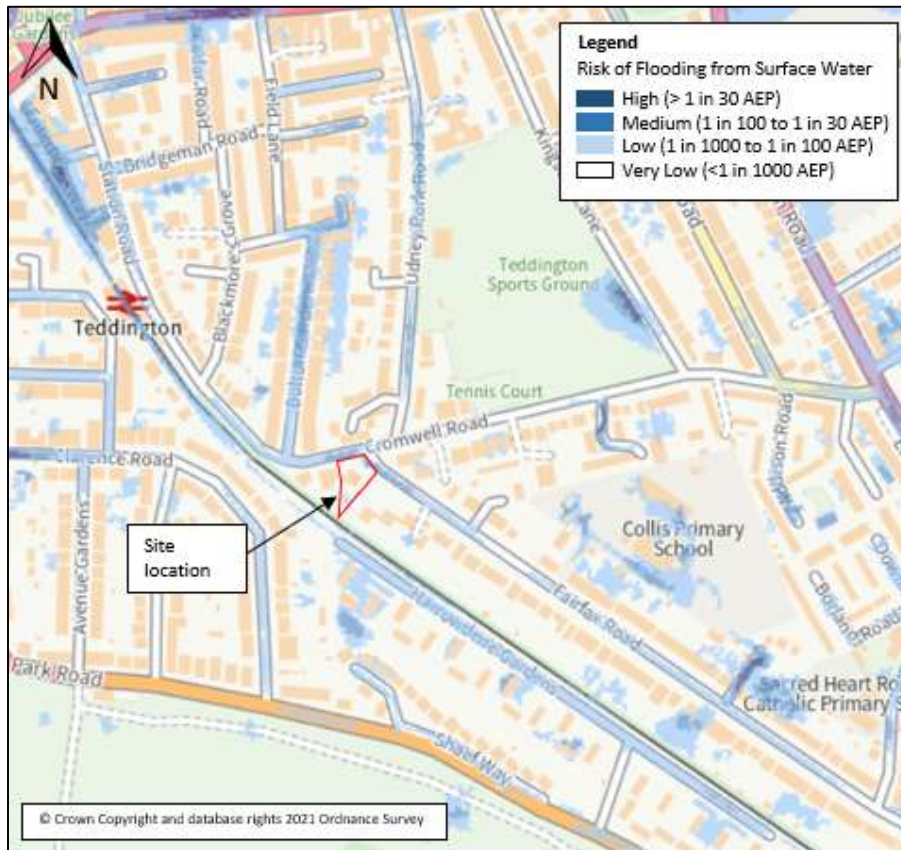 Jubilee
N
Legend
Risk of Flooding from Surface Water
High (> 1 in 30 AEP)
Medium (1 in 100 to 1 in 30 AEP)
Low (1 in 1000 to 1 in 100 AEP)
Very Low (<1 in 1000 AEP)
Field Lane
Bridgeman Road
Station Road
Udney Park Road
Blackmore Grove
Teddington
Sports Ground
Teddington
Tennis Court
Cromwell Road
Clarence Road
Site
location
Collis Primary
School
Avenue Gardens
Fairfax Road
Park Road
Sacred Heart Ro
Catholic Primary S
Shaef Way
© Crown Copyright and database rights 2021 Ordnance Survey